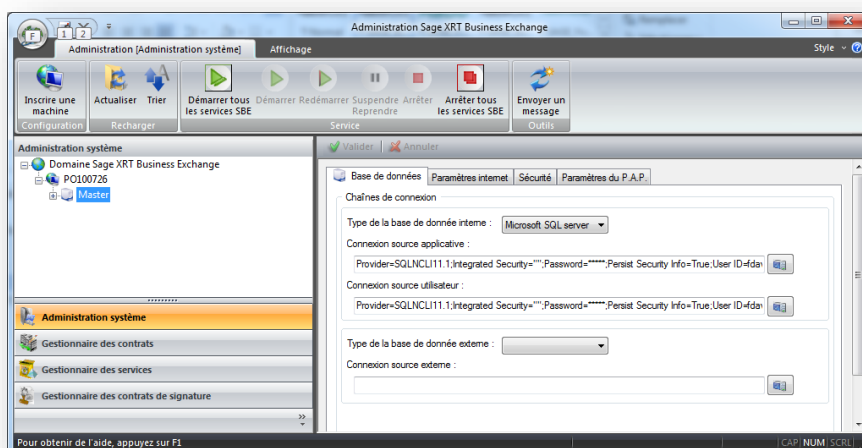 Administration Sage XRT Business Exchange
F
1 2
Administration [Administration système] Affichage Style
Inscrire une machine
Actualiser Trier
Démarrer tous les services SBE
Démarrer Redémarrer Suspendre Reprendre Arrêter
Arrêter tous les services SBE
Envoyer un message
Configuration Recharger Service Outils
Administration système
Domaine Sage XRT Business Exchange
PO100726
Master
Administration système
Gestionnaire des contrats
Gestionnaire des services
Gestionnaire des contrats de signature
Valider Annuler
Base de données Paramètres internet Sécurité Paramètres du P.A.P.
Chaînes de connexion
Type de la base de donnée interne : Microsoft SQL server
Connexion source applicative :
Provider=SQLNCLI11.1;Integrated Security="";Password=*****;Persist Security Info=True;User ID=fda
Connexion source utilisateur :
Provider=SQLNCLI11.1;Integrated Security="";Password=*****;Persist Security Info=True;User ID=fda
Type de la base de donnée externe :
Connexion source externe :
Pour obtenir de l'aide, appuyez sur F1
CAP NUM SCRL